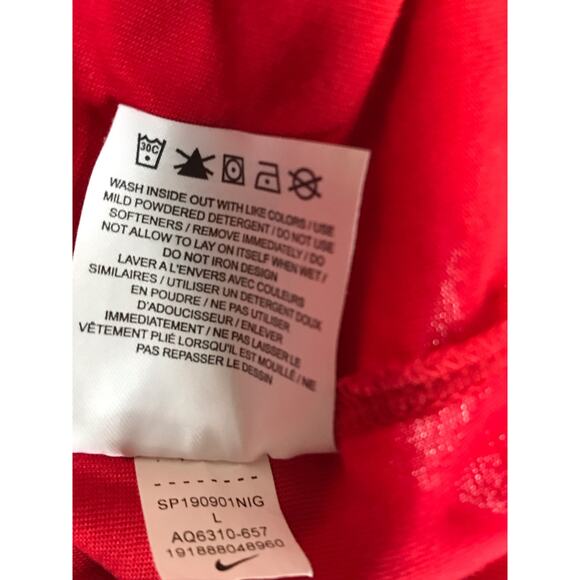 30C
WASH INSIDE OUT WITH LIKE COLORS / USE
MILD POWDERED DETERGENT / DO NOT USE
SOFTENERS / REMOVE IMMEDIATELY / DO
NOT ALLOW TO LAY ON ITSELF WHEN WET /
DO NOT IRON DESIGN
LAVER A L'ENVERS AVEC COULEURS
SIMILAIRES / UTILISER UN DETERGENT DOUX
EN POUDRE / NE PAS UTILISER
D'ADOUCISSEUR / ENLEVER
IMMEDIATEMENT / NE PAS LAISSER LE
VÊTEMENT PLIÉ LORSQU'IL EST MOUILLÉ / NE
PAS REPASSER LE DESSIN
SP190901NIG
L
AQ6310-657
191888048960